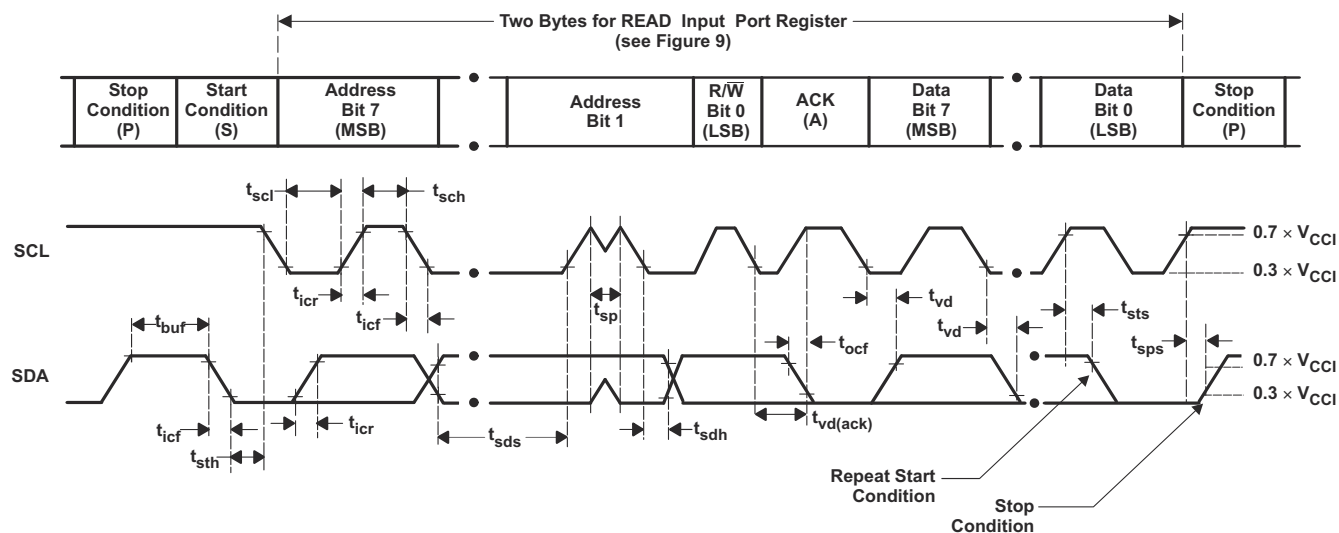 Two Bytes for READ Input Port Register
(see Figure 9)
Stop
Condition
(P)
Start
Condition
(S)
Address
Bit 7
(MSB)
Address
Bit 1
R/W̅
Bit 0
(LSB)
ACK
(A)
Data
Bit 7
(MSB)
Data
Bit 0
(LSB)
Stop
Condition
(P)
tscl
tsch
SCL
0.7 × VCCI
0.3 × VCCI
ticr
ticf
tsp
tvd
tvd
tsts
tbuf
tocf
tsps
SDA
0.7 × VCCI
0.3 × VCCI
ticf
ticr
tsds
tsdh
tvd(ack)
tsth
Repeat Start
Condition
Stop
Condition